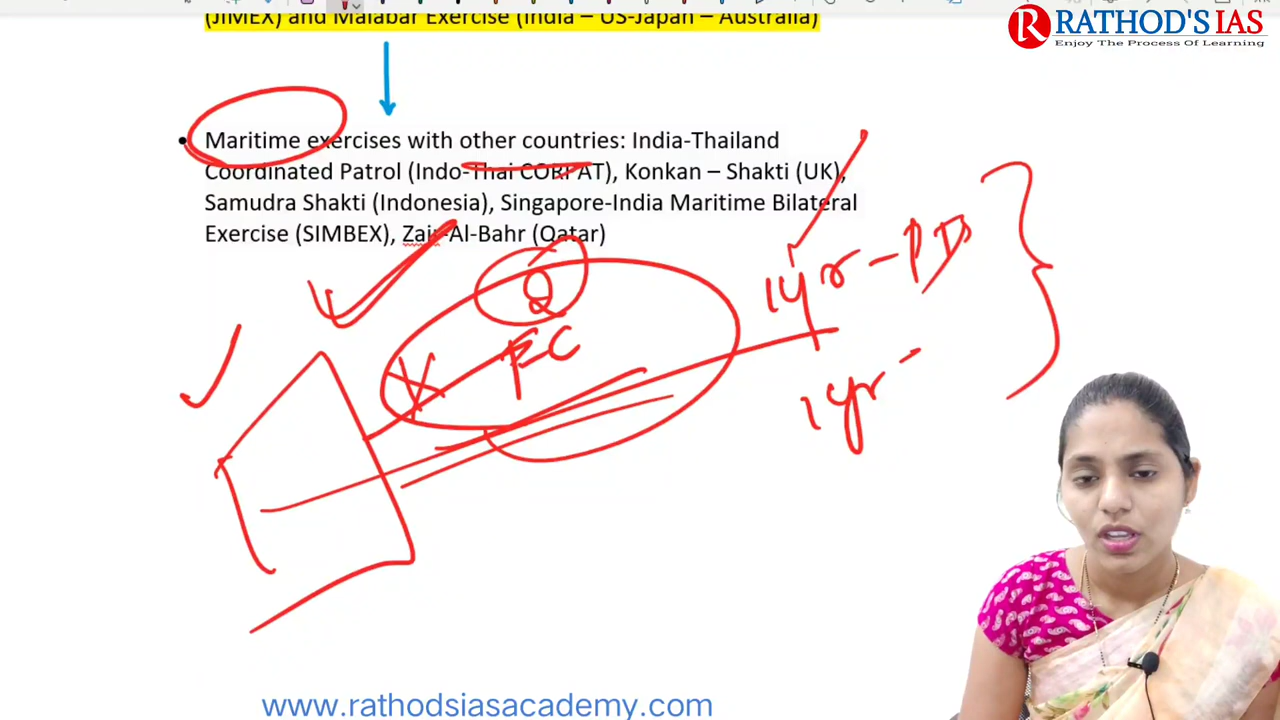 (JIMEX) and Malabar Exercise (India – US-Japan – Australia)
RATHOD'S IAS
Enjoy The Process Of Learning
• Maritime exercises with other countries: India-Thailand
Coordinated Patrol (Indo-Thai CORPAT), Konkan – Shakti (UK),
Samudra Shakti (Indonesia), Singapore-India Maritime Bilateral
Exercise (SIMBEX), Zair-Al-Bahr (Qatar)
1yr - PD
Q
FC
1yr -
www.rathodsiasacademy.com